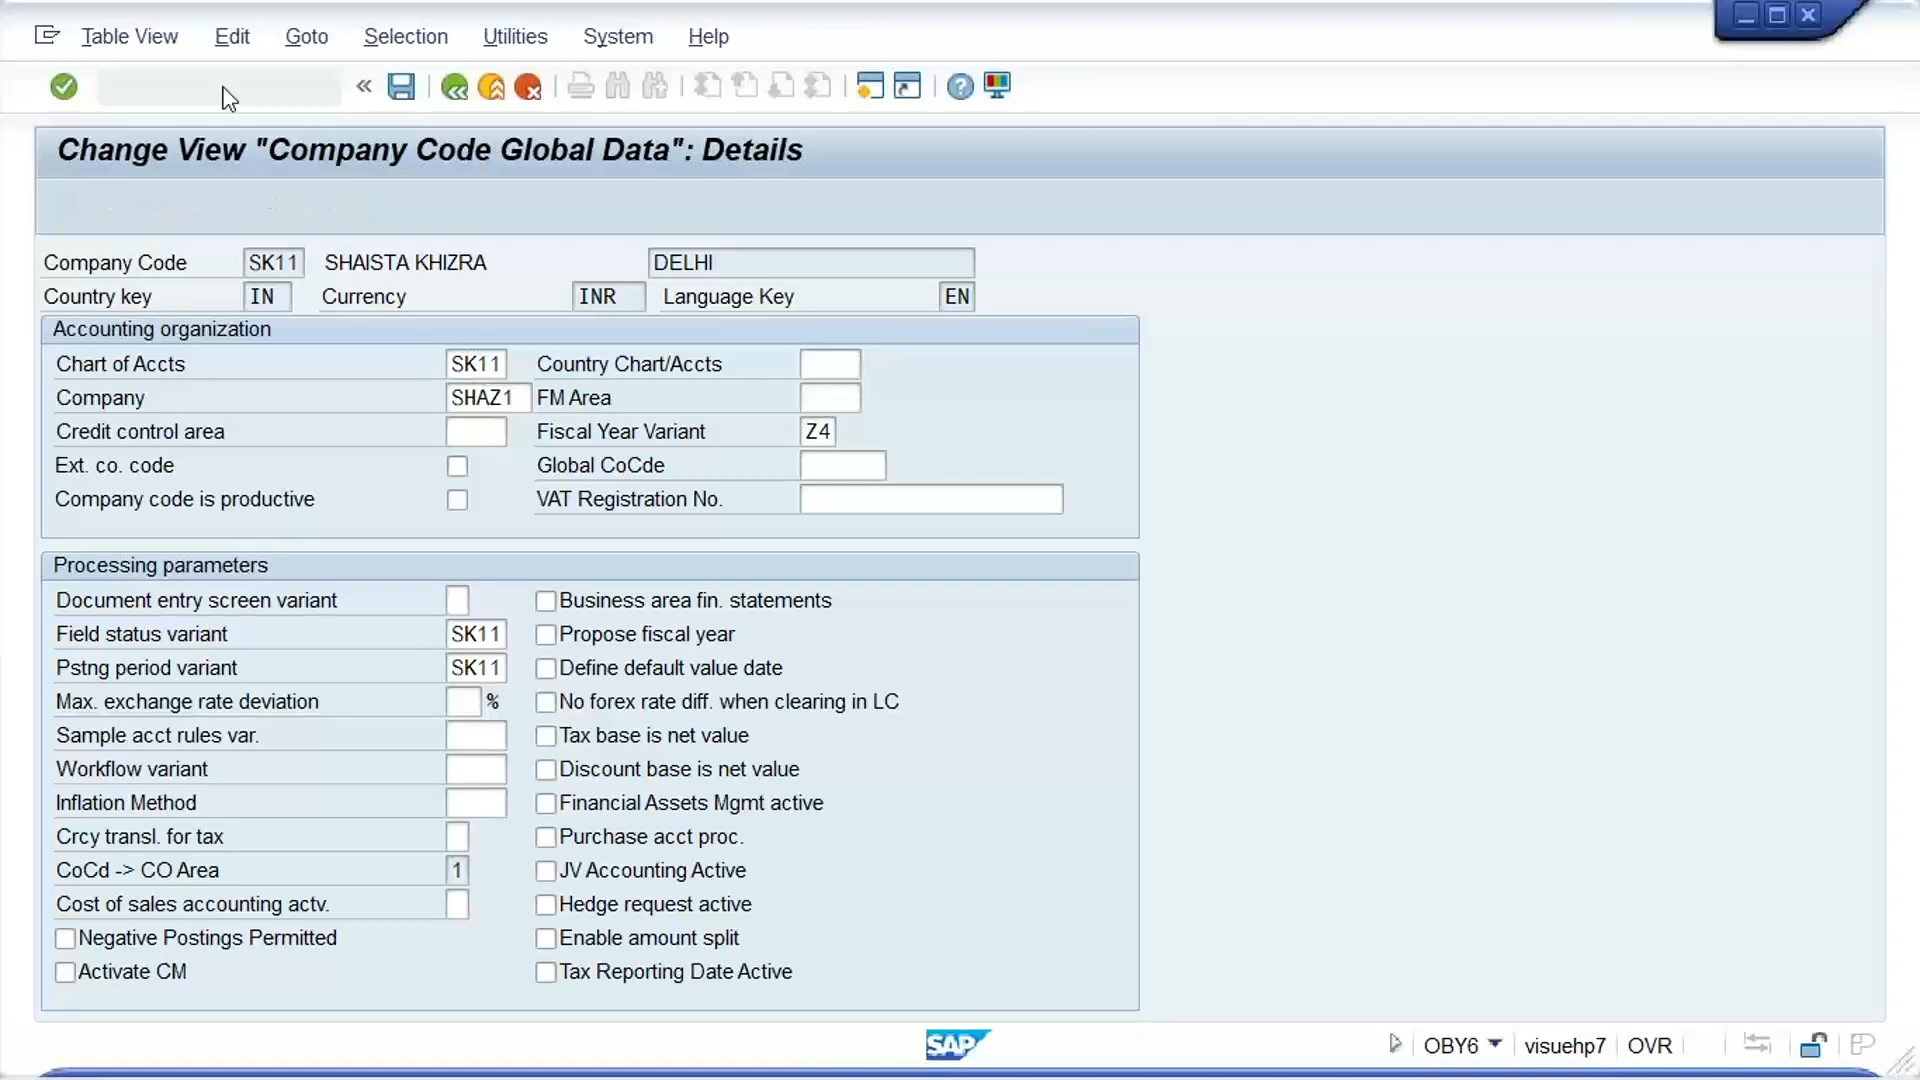 Table View Edit Goto Selection Utilities System Help
«
Change View "Company Code Global Data": Details
Company Code SK11 SHAISTA KHIZRA DELHI
Country key IN Currency INR Language Key EN
Accounting organization
Chart of Accts SK11 Country Chart/Accts
Company SHAZ1 FM Area
Credit control area Fiscal Year Variant Z4
Ext. co. code Global CoCde
Company code is productive VAT Registration No.
Processing parameters
Document entry screen variant Business area fin. statements
Field status variant SK11 Propose fiscal year
Pstng period variant SK11 Define default value date
Max. exchange rate deviation % No forex rate diff. when clearing in LC
Sample acct rules var. Tax base is net value
Workflow variant Discount base is net value
Inflation Method Financial Assets Mgmt active
Crcy transl. for tax Purchase acct proc.
CoCd -> CO Area 1 JV Accounting Active
Cost of sales accounting actv. Hedge request active
Negative Postings Permitted Enable amount split
Activate CM Tax Reporting Date Active
SAP OBY6 visuehp7 OVR